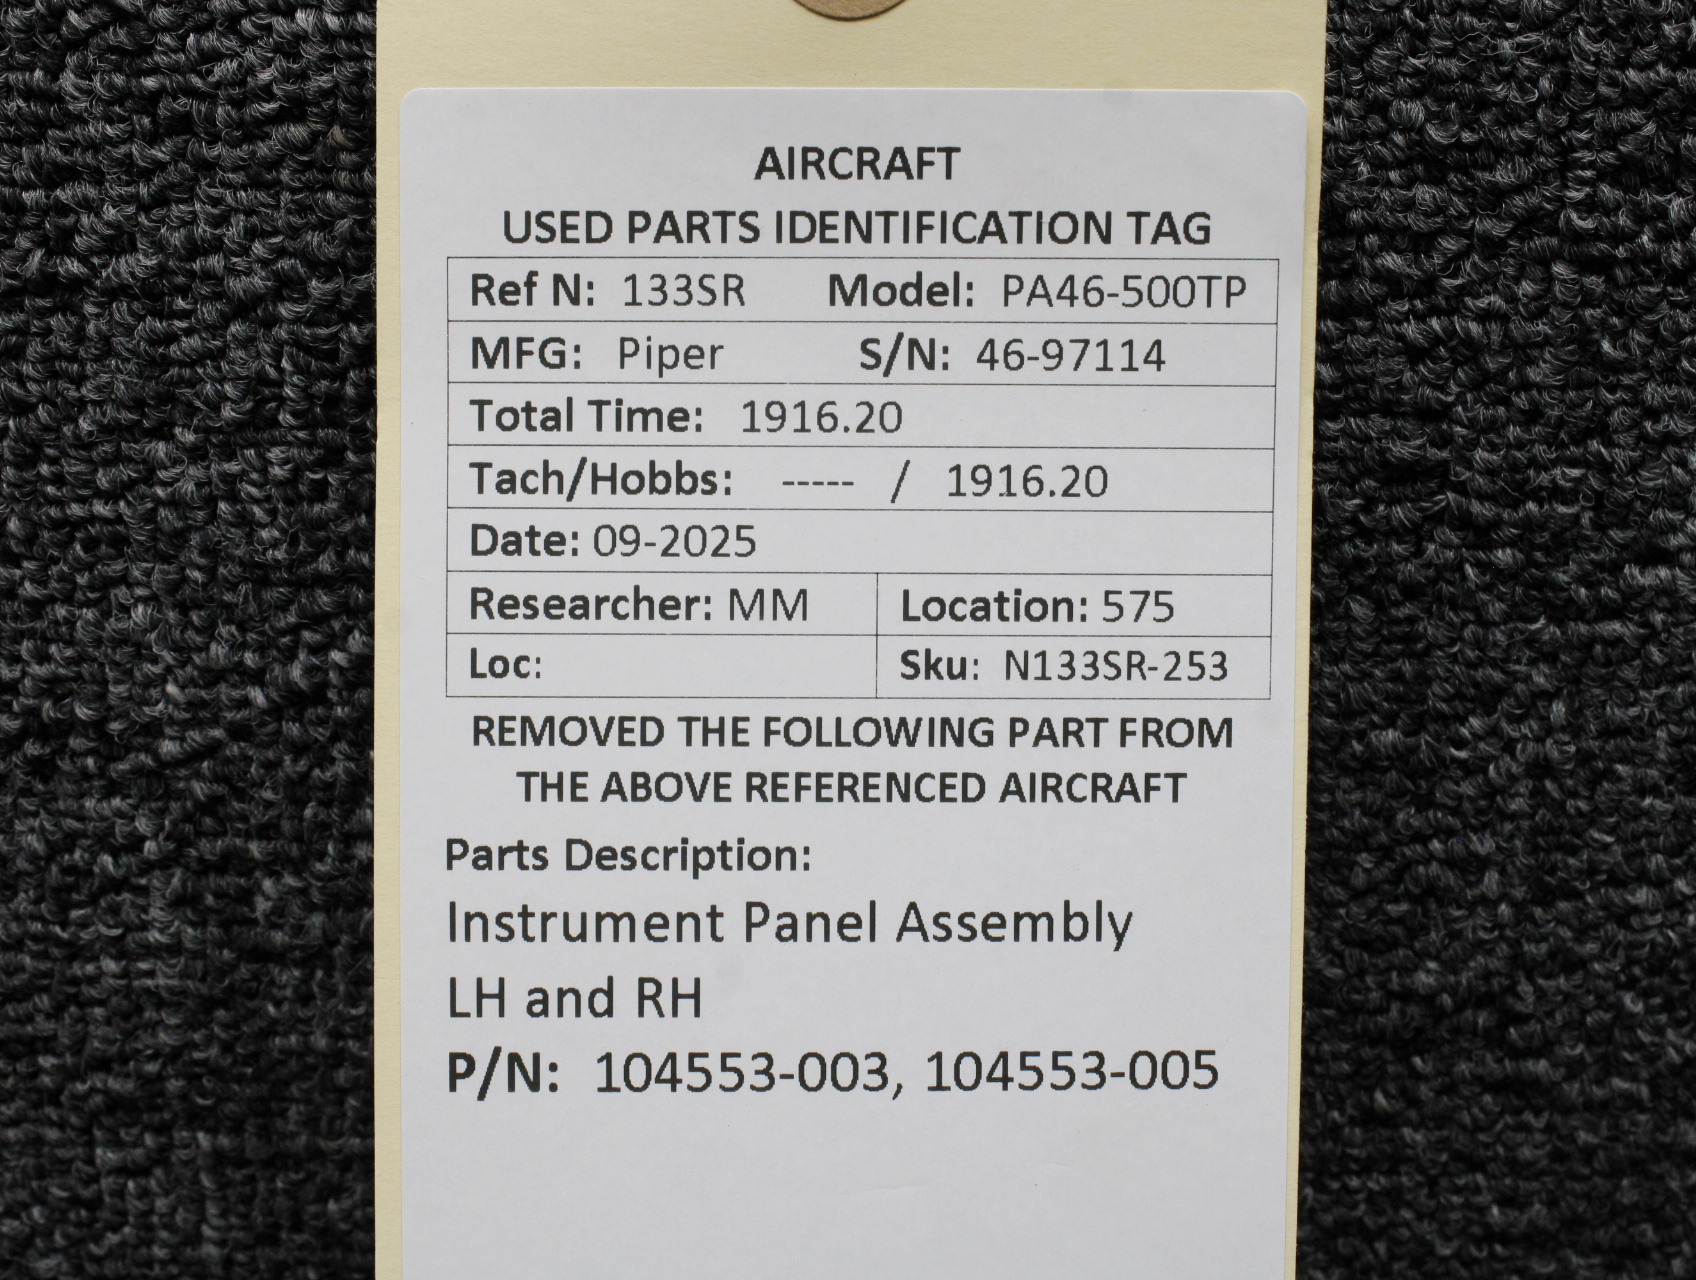 AIRCRAFT
USED PARTS IDENTIFICATION TAG
Ref N: 133SR Model: PA46-500TP
MFG: Piper S/N: 46-97114
Total Time: 1916.20
Tach/Hobbs: ----- / 1916.20
Date: 09-2025
Researcher: MM Location: 575
Loc: Sku: N133SR-253
REMOVED THE FOLLOWING PART FROM
THE ABOVE REFERENCED AIRCRAFT
Parts Description:
Instrument Panel Assembly
LH and RH
P/N: 104553-003, 104553-005